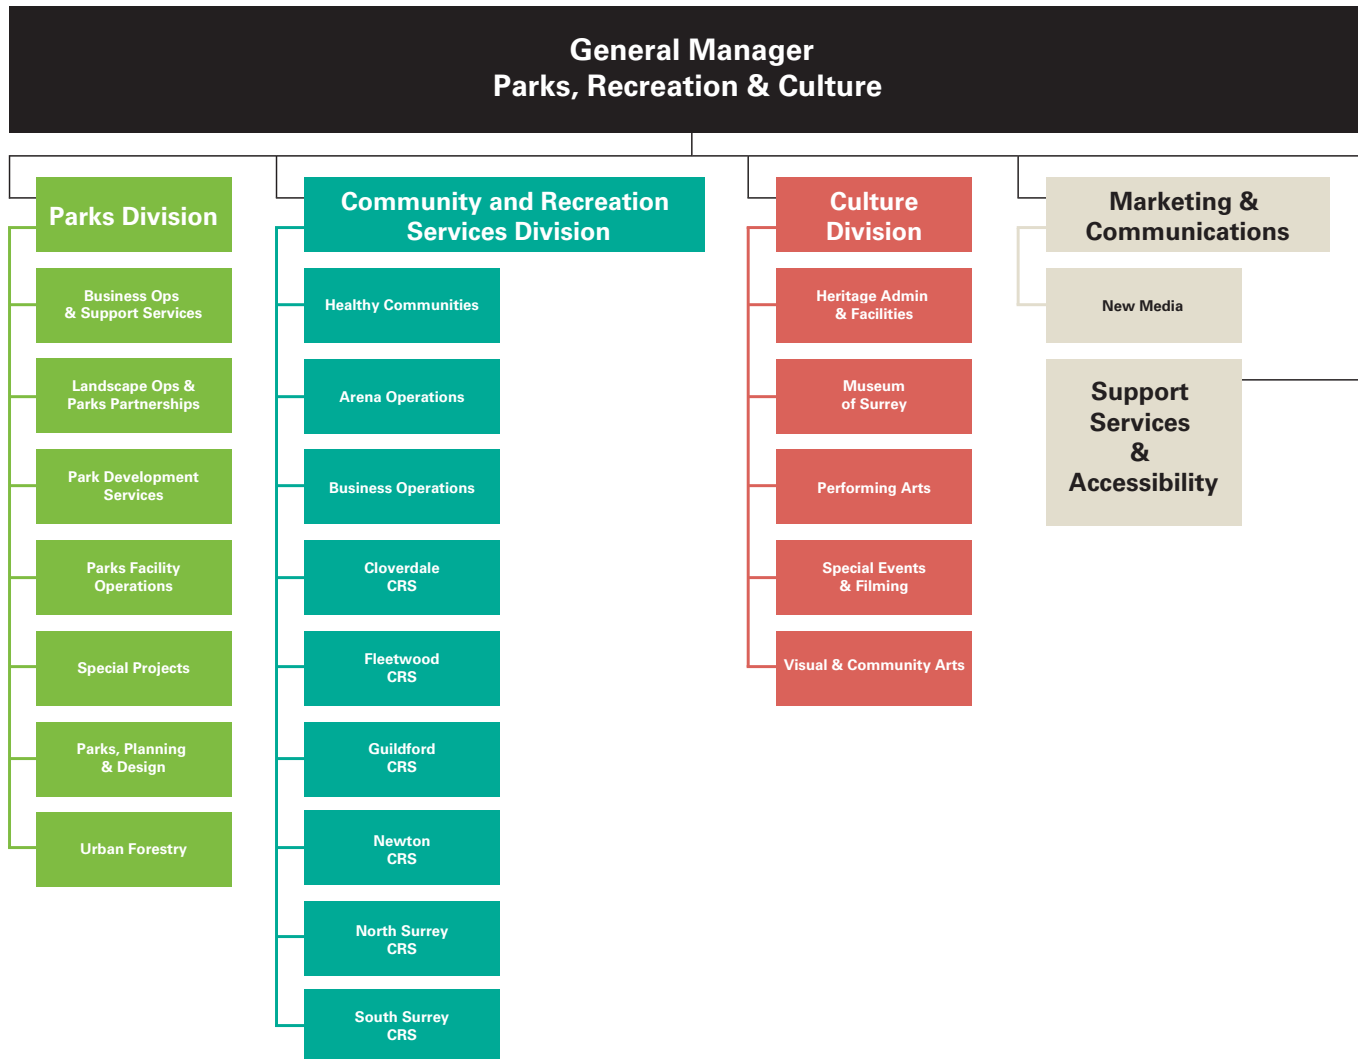 General Manager
Parks, Recreation & Culture
Parks Division
Business Ops
& Support Services
Landscape Ops &
Parks Partnerships
Park Development
Services
Parks Facility
Operations
Special Projects
Parks, Planning
& Design
Urban Forestry
Community and Recreation
Services Division
Healthy Communities
Arena Operations
Business Operations
Cloverdale
CRS
Fleetwood
CRS
Guildford
CRS
Newton
CRS
North Surrey
CRS
South Surrey
CRS
Culture
Division
Heritage Admin
& Facilities
Museum
of Surrey
Performing Arts
Special Events
& Filming
Visual & Community Arts
Marketing &
Communications
New Media
Support
Services
&
Accessibility